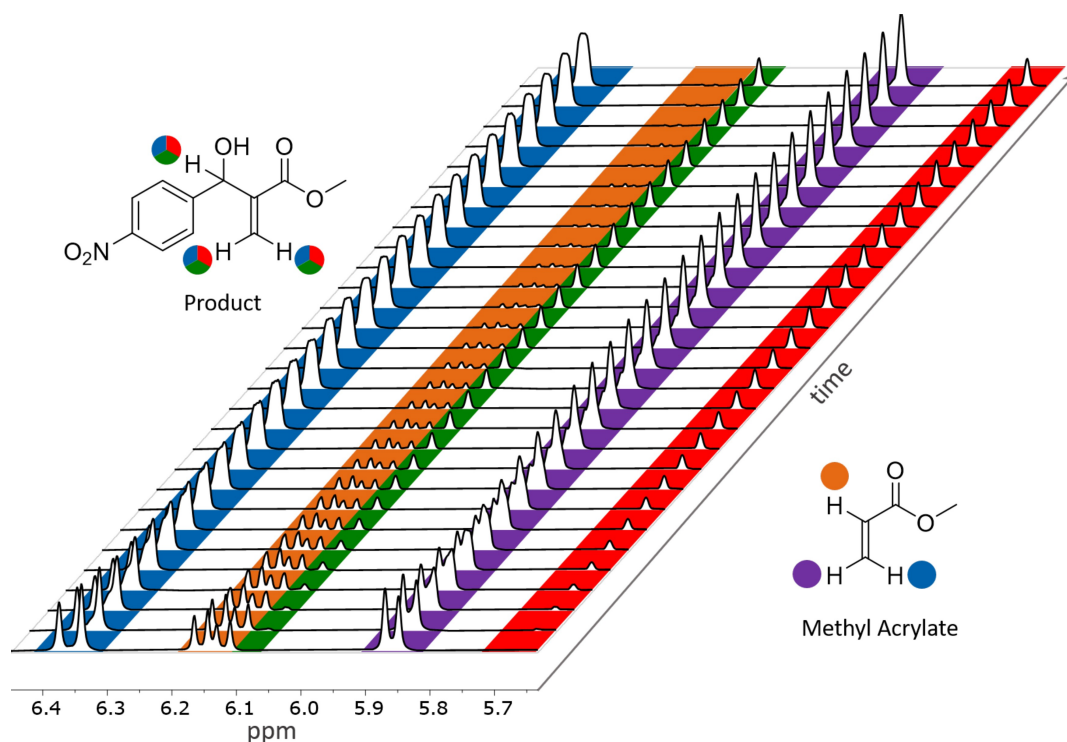 OH
H
O
O
O₂N
H
H
Product
time
O
H
O
H
H
Methyl Acrylate
6.4 6.3 6.2 6.1 6.0 5.9 5.8 5.7
ppm